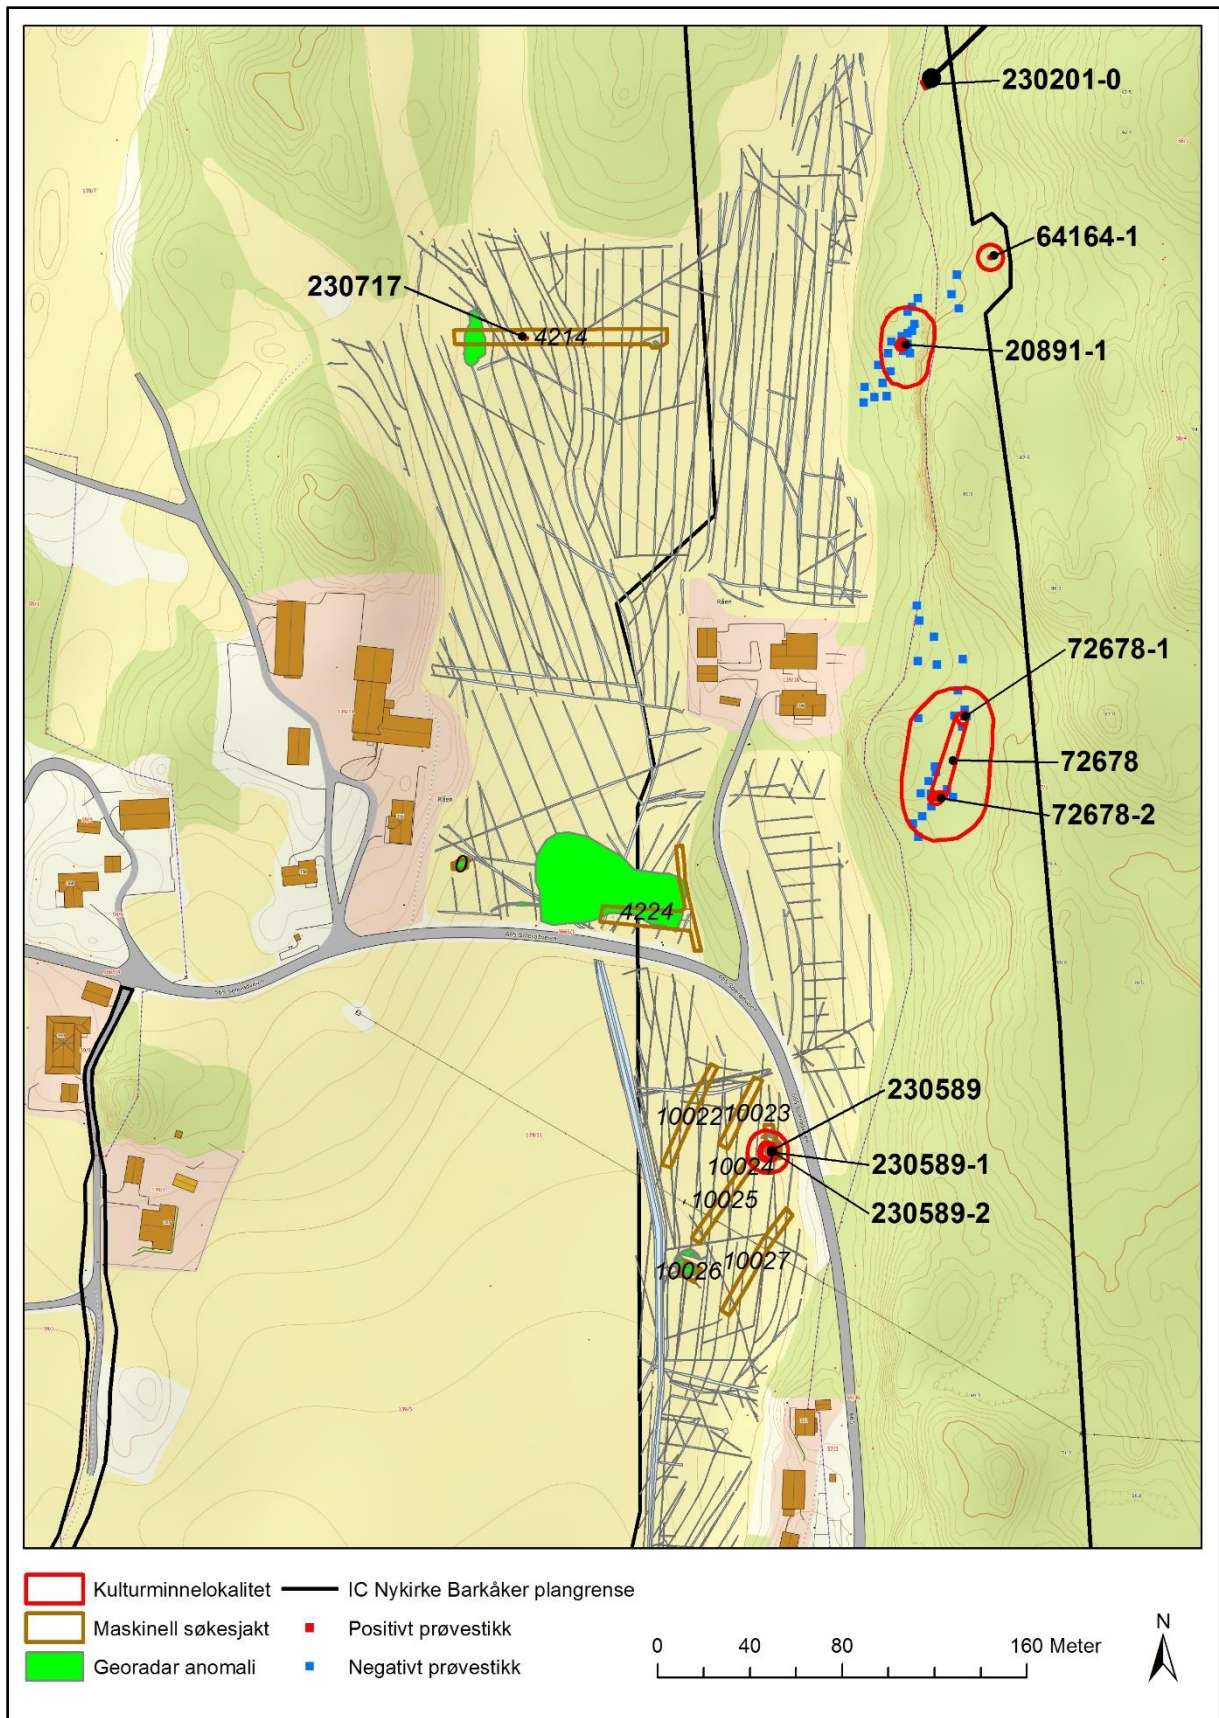 230201-0
64164-1
230717
4214
20891-1
Råen
72678-1
72678
72678-2
Råen
0
4224
230589
10022
10023
230589-1
10024
10025
230589-2
10027
10026
Kulturminnelokalitet
IC Nykirke Barkåker plangrense
Maskinell søkesjakt
Positivt prøvestikk
Georadar anomali
Negativt prøvestikk
0 40 80 160 Meter
N